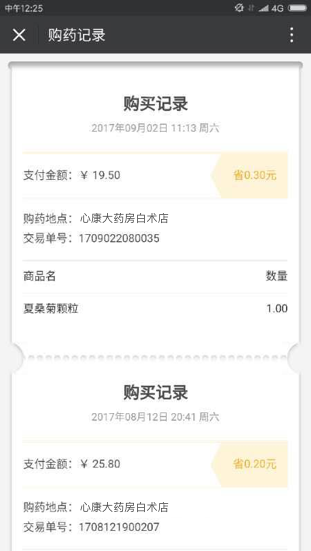 中午12:25
4G
购药记录
购买记录
2017年09月02日 11:13 周六
支付金额：￥ 19.50
省0.30元
购药地点：心康大药房白术店
交易单号：1709022080035
商品名 数量
夏桑菊颗粒 1.00
购买记录
2017年08月12日 20:41 周六
支付金额：￥ 25.80
省0.20元
购药地点：心康大药房白术店
交易单号：1708121900207